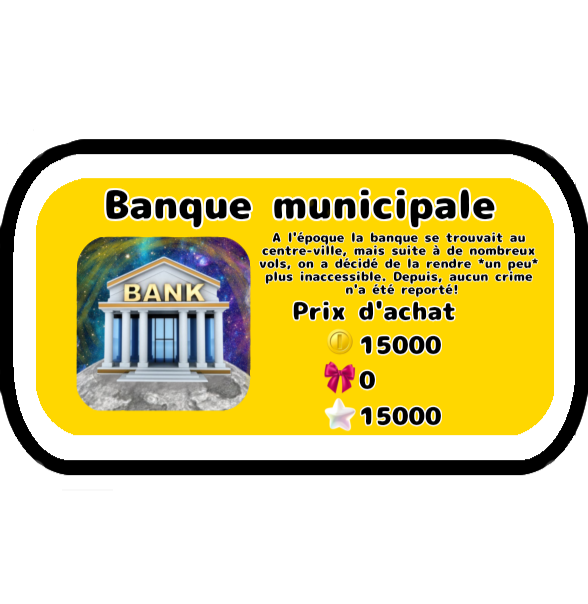 Banque municipale
A l'époque la banque se trouvait au
centre-ville, mais suite à de nombreux
vols, on a décidé de la rendre *un peu*
plus inaccessible. Depuis, aucun crime
n'a été reporté!
BANK
Prix d'achat
15000
0
15000